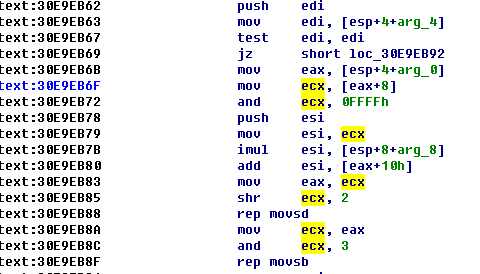 text:30E9EB62 push edi
text:30E9EB63 mov edi, [esp+4+arg_4]
text:30E9EB67 test edi, edi
text:30E9EB69 jz short loc_30E9EB92
text:30E9EB6B mov eax, [esp+4+arg_0]
text:30E9EB6F mov ecx, [eax+8]
text:30E9EB72 and ecx, 0FFFFh
text:30E9EB78 push esi
text:30E9EB79 mov esi, ecx
text:30E9EB7B imul esi, [esp+8+arg_8]
text:30E9EB80 add esi, [eax+10h]
text:30E9EB83 mov eax, ecx
text:30E9EB85 shr ecx, 2
text:30E9EB88 rep movsd
text:30E9EB8A mov ecx, eax
text:30E9EB8C and ecx, 3
text:30E9EB8F rep movsb